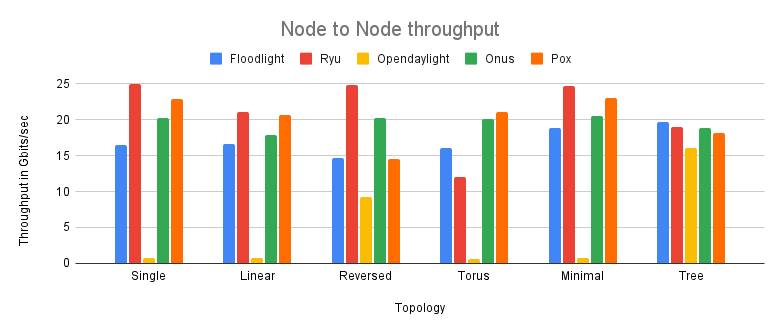 Node to Node throughput
Floodlight Ryu Opendaylight Onus Pox
Throughput in Gbits/sec
25
20
15
10
5
0
Single Linear Reversed Torus Minimal Tree
Topology